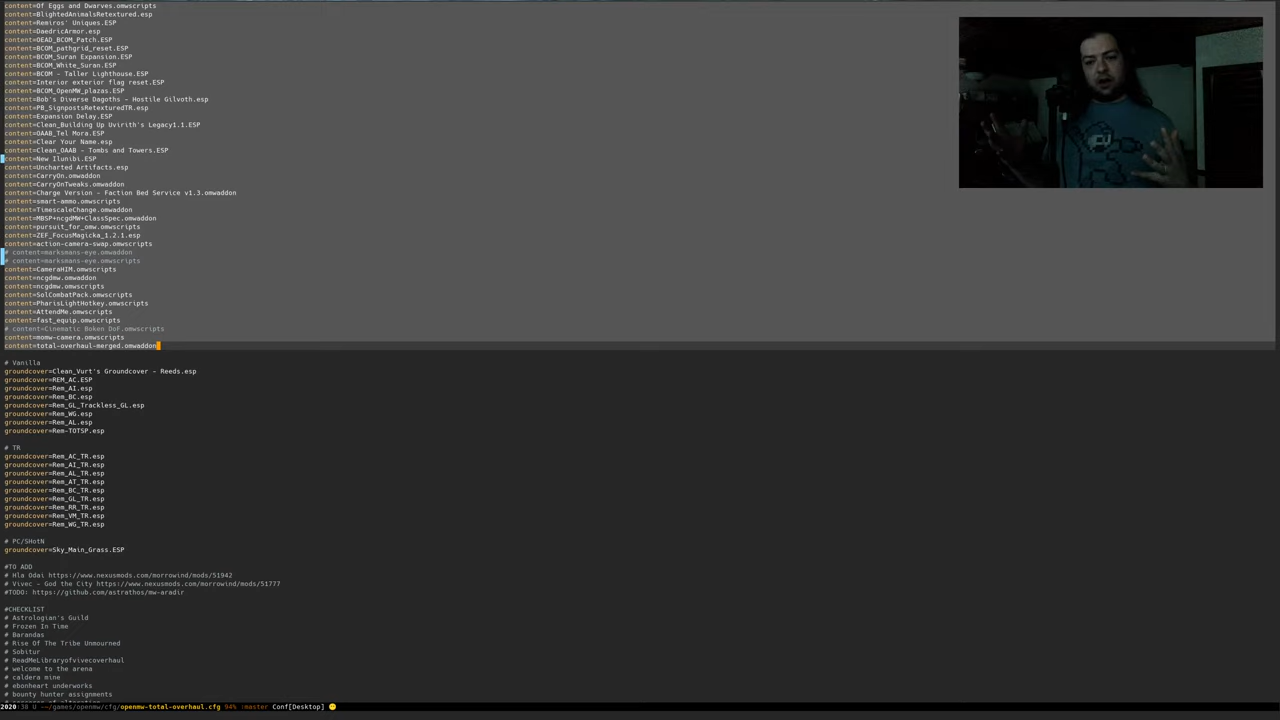 content=Of Eggs and Dwarves.omwscripts
content=BlightedAnimalsRetextured.esp
content=Remiros' Uniques.ESP
content=DaedricArmor.esp
content=OEAD_BCOM_Patch.ESP
content=BCOM_pathgrid_reset.ESP
content=BCOM_Suran Expansion.ESP
content=BCOM_White_Suran.ESP
content=BCOM - Taller Lighthouse.ESP
content=Interior exterior flag reset.ESP
content=BCOM_OpenMW_plazas.ESP
content=Bob's Diverse Dagoths - Hostile Gilvoth.esp
content=PB_SignpostsRetexturedTR.esp
content=Expansion Delay.ESP
content=Clean_Building Up Uvirith's Legacy1.1.ESP
content=OAAB_Tel Mora.ESP
content=Clear Your Name.esp
content=Clean_OAAB - Tombs and Towers.ESP
content=New Ilunibi.ESP
content=Uncharted Artifacts.esp
content=CarryOn.omwaddon
content=CarryOnTweaks.omwaddon
content=Charge Version - Faction Bed Service v1.3.omwaddon
content=smart-ammo.omwscripts
content=TimescaleChange.omwaddon
content=MBSP+ncgdMW+ClassSpec.omwaddon
content=pursuit_for_omw.omwscripts
content=ZEF_FocusMagicka_1.2.1.esp
content=action-camera-swap.omwscripts
# content=marksmans-eye.omwaddon
# content=marksmans-eye.omwscripts
content=CameraHIM.omwscripts
content=ncgdmw.omwaddon
content=ncgdmw.omwscripts
content=SolCombatPack.omwscripts
content=PharisLightHotkey.omwscripts
content=AttendMe.omwscripts
content=fast_equip.omwscripts
# content=Cinematic Boken DoF.omwscripts
content=momw-camera.omwscripts
content=total-overhaul-merged.omwaddon
# Vanilla
groundcover=Clean_Vurt's Groundcover - Reeds.esp
groundcover=REM_AC.ESP
groundcover=Rem_AI.esp
groundcover=Rem_BC.esp
groundcover=Rem_GL_Trackless_GL.esp
groundcover=Rem_WG.esp
groundcover=Rem_AL.esp
groundcover=Rem-TOTSP.esp
# TR
groundcover=Rem_AC_TR.esp
groundcover=Rem_AI_TR.esp
groundcover=Rem_AL_TR.esp
groundcover=Rem_AT_TR.esp
groundcover=Rem_BC_TR.esp
groundcover=Rem_GL_TR.esp
groundcover=Rem_RR_TR.esp
groundcover=Rem_VM_TR.esp
groundcover=Rem_WG_TR.esp
# PC/SHotN
groundcover=Sky_Main_Grass.ESP
#TO ADD
# Hla Odai https://www.nexusmods.com/morrowind/mods/51942
# Vivec - God the City https://www.nexusmods.com/morrowind/mods/51777
#TODO: https://github.com/astrathos/mw-aradir
#CHECKLIST
# Astrologian's Guild
# Frozen In Time
# Barandas
# Rise Of The Tribe Unmourned
# Sobitur
# ReadMeLibraryofvivecoverhaul
# welcome to the arena
# caldera mine
# ebonheart underworks
# bounty hunter assignments
2020:38 U ~-/games/openmw/cfg/openmw-total-overhaul.cfg 94% :master Conf[Desktop]